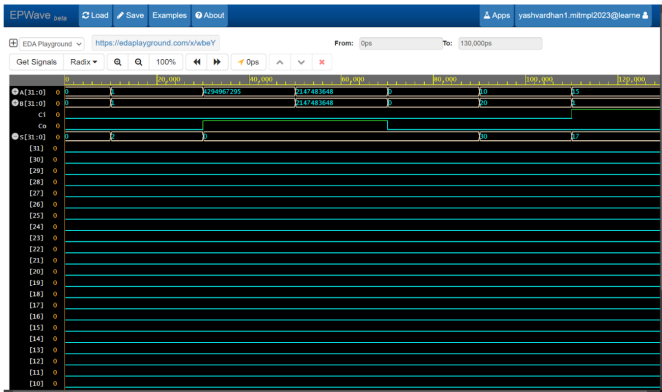 EPWave beta Load Save Examples About Apps yashvardhan1.mitmpl2023@learne
EDA Playground https://edaplayground.com/x/wbeY From: 0ps To: 130,000ps
Get Signals Radix 100% 0ps
0 20,000 40,000 60,000 80,000 100,000 120,000
A[31:0] 0 0 1 4294967295 2147483648 0 10 15
B[31:0] 0 0 1 2147483648 0 20 1
Ci 0
Co 0
S[31:0] 0 0 2 0 30 17
[31] 0
[30] 0
[29] 0
[28] 0
[27] 0
[26] 0
[25] 0
[24] 0
[23] 0
[22] 0
[21] 0
[20] 0
[19] 0
[18] 0
[17] 0
[16] 0
[15] 0
[14] 0
[13] 0
[12] 0
[11] 0
[10] 0